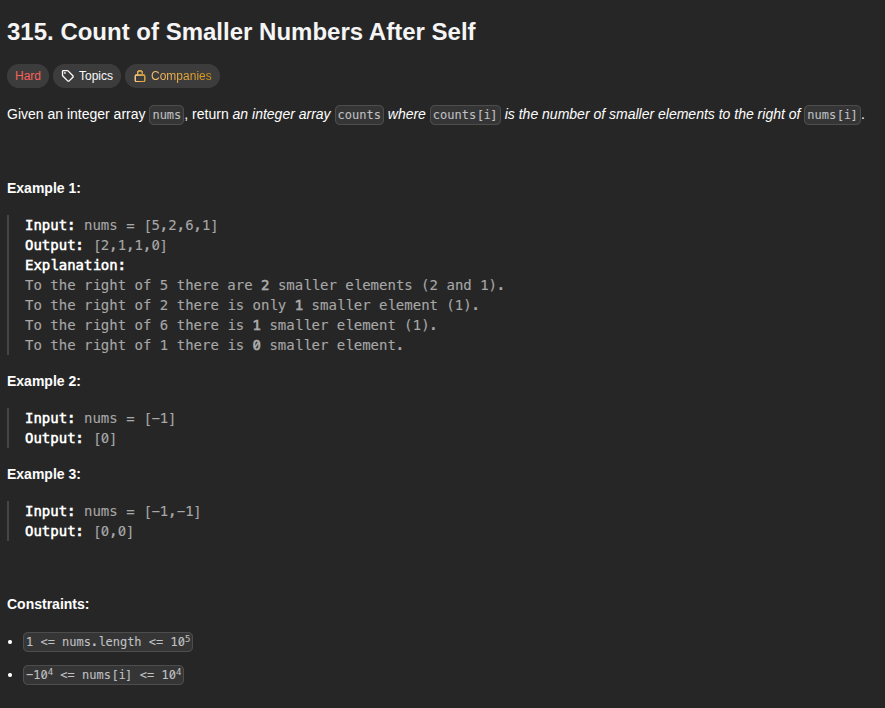 315. Count of Smaller Numbers After Self
Hard Topics Companies
Given an integer array nums, return an integer array counts where counts[i] is the number of smaller elements to the right of nums[i].
Example 1:
Input: nums = [5,2,6,1]
Output: [2,1,1,0]
Explanation:
To the right of 5 there are 2 smaller elements (2 and 1).
To the right of 2 there is only 1 smaller element (1).
To the right of 6 there is 1 smaller element (1).
To the right of 1 there is 0 smaller element.
Example 2:
Input: nums = [−1]
Output: [0]
Example 3:
Input: nums = [−1,−1]
Output: [0,0]
Constraints:
• 1 <= nums.length <= 10⁵
• −10⁴ <= nums[i] <= 10⁴